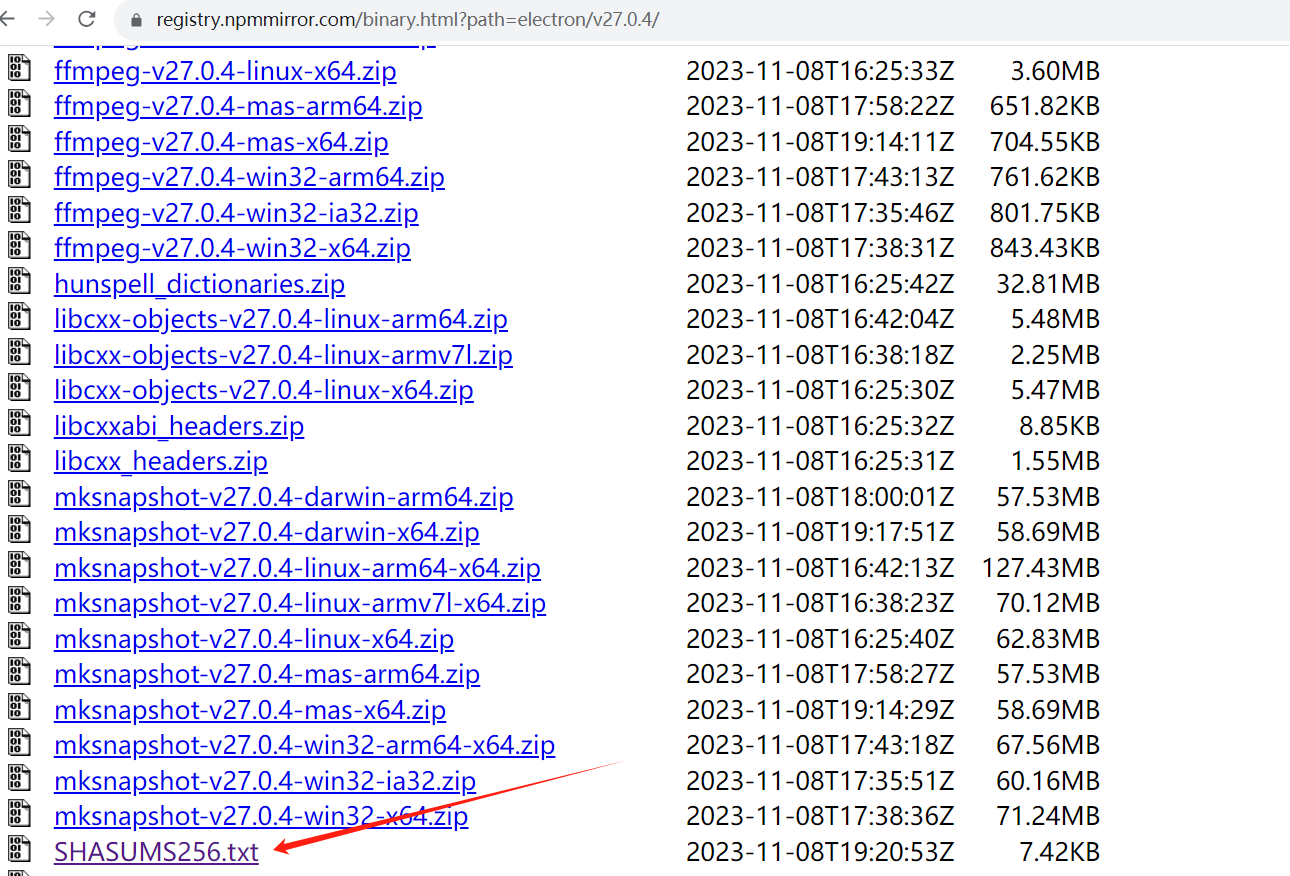 registry.npmmirror.com/binary.html?path=electron/v27.0.4/
ffmpeg-v27.0.4-linux-x64.zip 2023-11-08T16:25:33Z 3.60MB
ffmpeg-v27.0.4-mas-arm64.zip 2023-11-08T17:58:22Z 651.82KB
ffmpeg-v27.0.4-mas-x64.zip 2023-11-08T19:14:11Z 704.55KB
ffmpeg-v27.0.4-win32-arm64.zip 2023-11-08T17:43:13Z 761.62KB
ffmpeg-v27.0.4-win32-ia32.zip 2023-11-08T17:35:46Z 801.75KB
ffmpeg-v27.0.4-win32-x64.zip 2023-11-08T17:38:31Z 843.43KB
hunspell_dictionaries.zip 2023-11-08T16:25:42Z 32.81MB
libcxx-objects-v27.0.4-linux-arm64.zip 2023-11-08T16:42:04Z 5.48MB
libcxx-objects-v27.0.4-linux-armv7l.zip 2023-11-08T16:38:18Z 2.25MB
libcxx-objects-v27.0.4-linux-x64.zip 2023-11-08T16:25:30Z 5.47MB
libcxxabi_headers.zip 2023-11-08T16:25:32Z 8.85KB
libcxx_headers.zip 2023-11-08T16:25:31Z 1.55MB
mksnapshot-v27.0.4-darwin-arm64.zip 2023-11-08T18:00:01Z 57.53MB
mksnapshot-v27.0.4-darwin-x64.zip 2023-11-08T19:17:51Z 58.69MB
mksnapshot-v27.0.4-linux-arm64-x64.zip 2023-11-08T16:42:13Z 127.43MB
mksnapshot-v27.0.4-linux-armv7l-x64.zip 2023-11-08T16:38:23Z 70.12MB
mksnapshot-v27.0.4-linux-x64.zip 2023-11-08T16:25:40Z 62.83MB
mksnapshot-v27.0.4-mas-arm64.zip 2023-11-08T17:58:27Z 57.53MB
mksnapshot-v27.0.4-mas-x64.zip 2023-11-08T19:14:29Z 58.69MB
mksnapshot-v27.0.4-win32-arm64-x64.zip 2023-11-08T17:43:18Z 67.56MB
mksnapshot-v27.0.4-win32-ia32.zip 2023-11-08T17:35:51Z 60.16MB
mksnapshot-v27.0.4-win32-x64.zip 2023-11-08T17:38:36Z 71.24MB
SHASUMS256.txt 2023-11-08T19:20:53Z 7.42KB